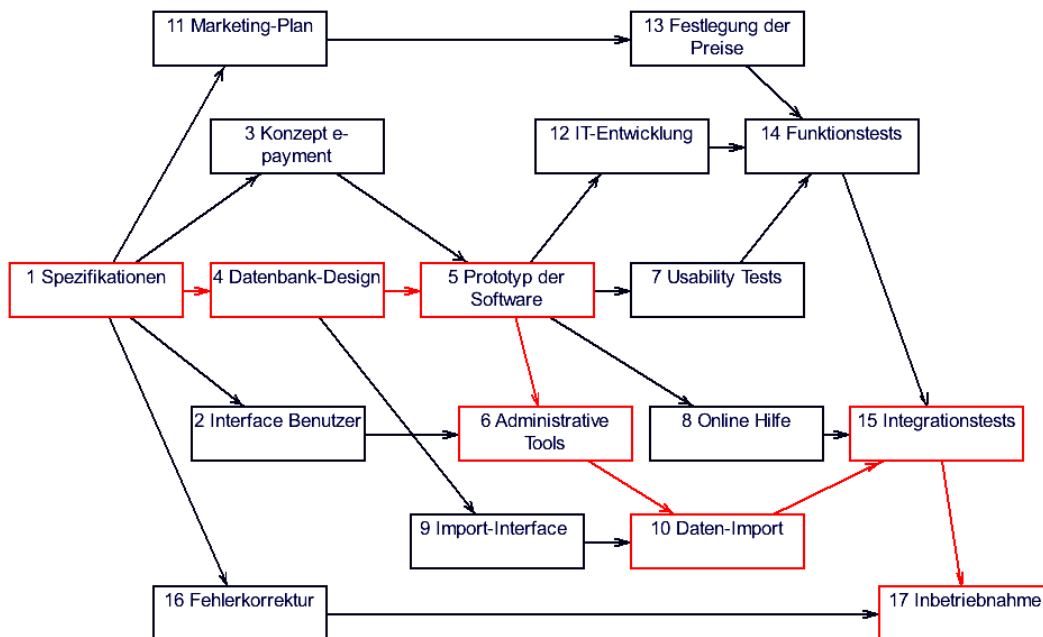 11 Marketing-Plan
13 Festlegung der
Preise
3 Konzept e-
payment
12 IT-Entwicklung
14 Funktionstests
1 Spezifikationen
4 Datenbank-Design
5 Prototyp der
Software
7 Usability Tests
2 Interface Benutzer
6 Administrative
Tools
8 Online Hilfe
15 Integrationstests
9 Import-Interface
10 Daten-Import
16 Fehlerkorrektur
17 Inbetriebnahme